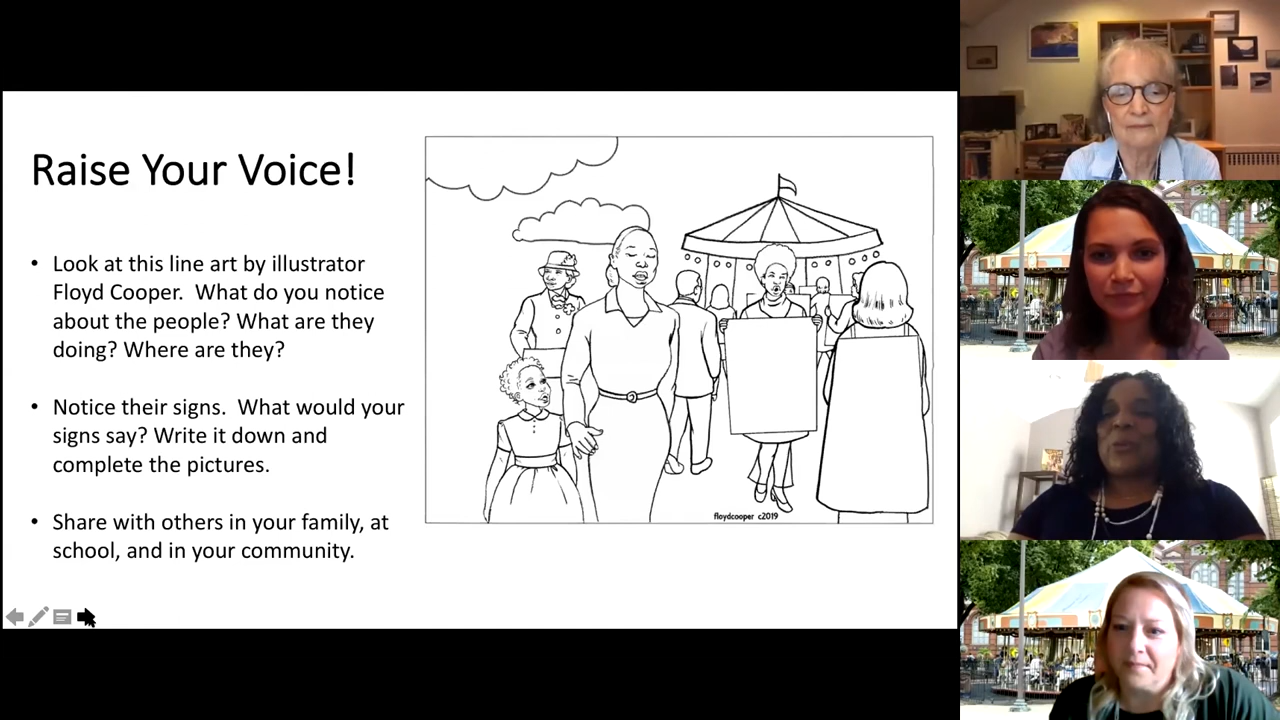 Raise Your Voice!
• Look at this line art by illustrator
Floyd Cooper.  What do you notice
about the people? What are they
doing? Where are they?
• Notice their signs.  What would your
signs say? Write it down and
complete the pictures.
• Share with others in your family, at
school, and in your community.
floydcooper c2019